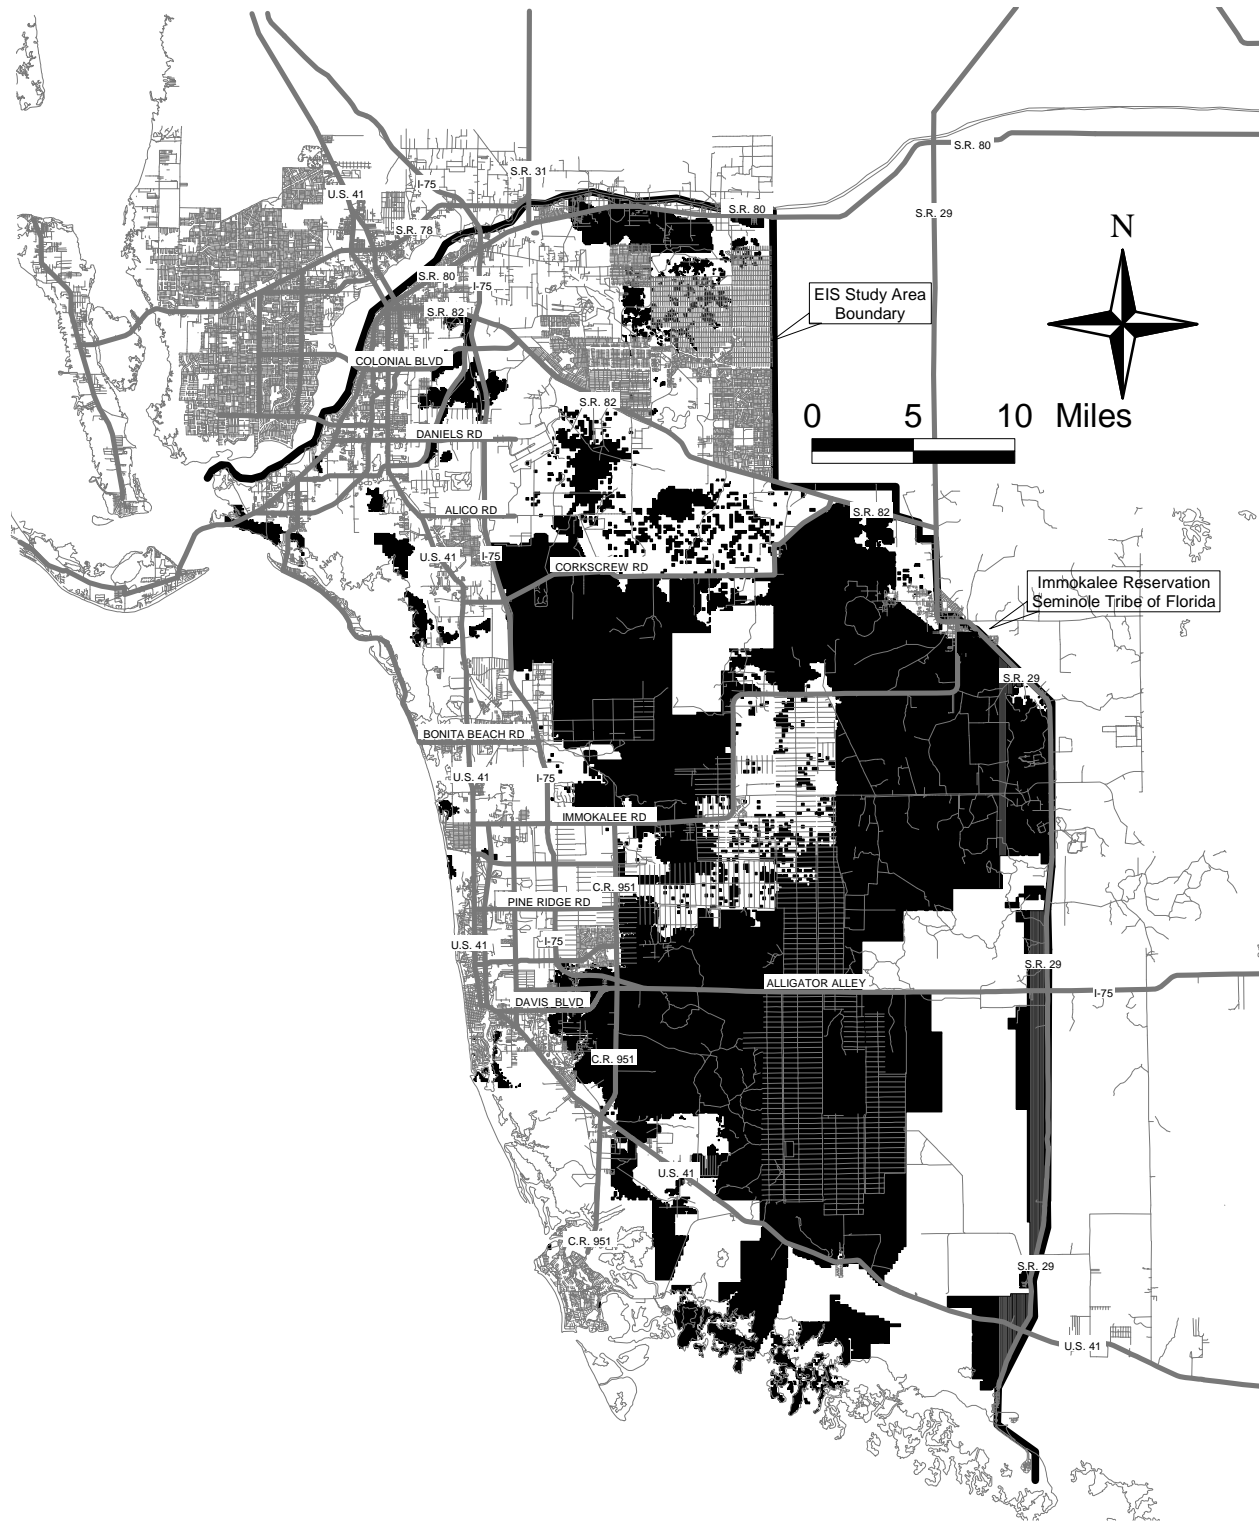 S.R. 80
S.R. 31
I-75
U.S. 41
S.R. 80
S.R. 29
S.R. 78
N
S.R. 80
I-75
EIS Study Area
Boundary
S.R. 82
COLONIAL BLVD
S.R. 82
0 5 10 Miles
DANIELS RD
ALICO RD
S.R. 82
U.S. 41
I-75
CORKSCREW RD
Immokalee Reservation
Seminole Tribe of Florida
S.R. 29
BONITA BEACH RD
U.S. 41
I-75
IMMOKALEE RD
C.R. 951
PINE RIDGE RD
U.S. 41
I-75
S.R. 29
ALLIGATOR ALLEY
I-75
DAVIS BLVD
C.R. 951
U.S. 41
C.R. 951
S.R. 29
U.S. 41